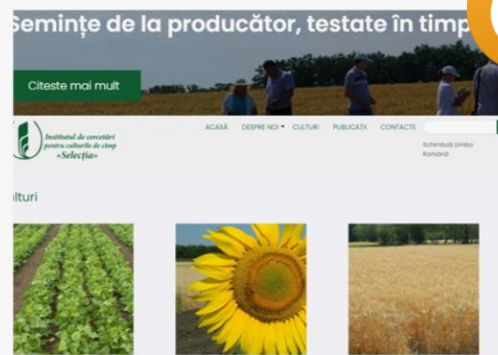 Semințe de la producător, testate în timp
Citeste mai mult
Institutul de cercetări
pentru culturile de cîmp
«Selecția»
ACASĂ DESPRE NOI CULTURI PUBLICAȚII CONTACTE
Schimbați Limba
Română
lturi